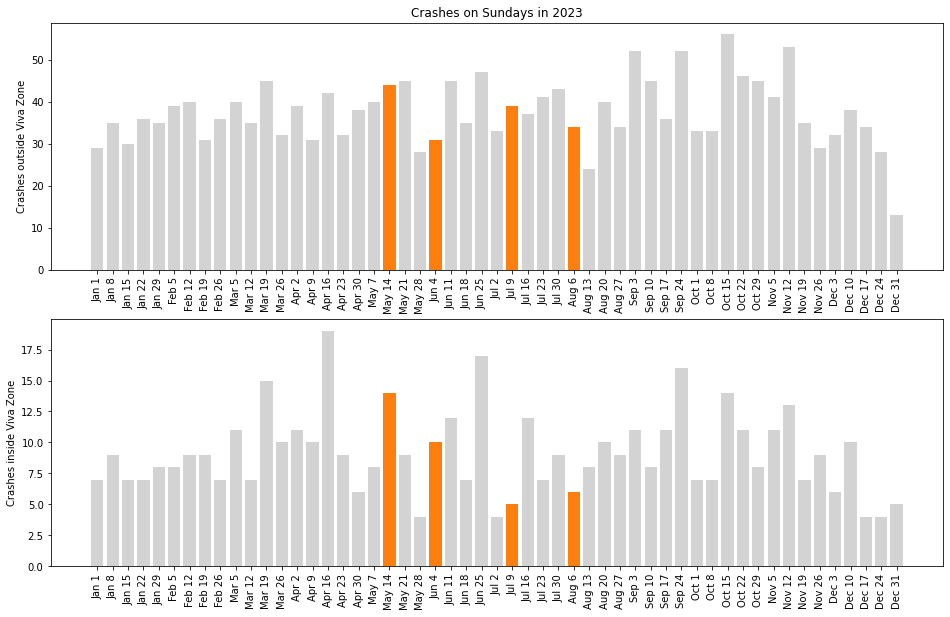 Crashes on Sundays in 2023
Crashes outside Viva Zone
50
40
30
20
10
0
Jan 1 Jan 8 Jan 15 Jan 22 Jan 29 Feb 5 Feb 12 Feb 19 Feb 26 Mar 5 Mar 12 Mar 19 Mar 26 Apr 2 Apr 9 Apr 16 Apr 23 Apr 30 May 7 May 14 May 21 May 28 Jun 4 Jun 11 Jun 18 Jun 25 Jul 2 Jul 9 Jul 16 Jul 23 Jul 30 Aug 6 Aug 13 Aug 20 Aug 27 Sep 3 Sep 10 Sep 17 Sep 24 Oct 1 Oct 8 Oct 15 Oct 22 Oct 29 Nov 5 Nov 12 Nov 19 Nov 26 Dec 3 Dec 10 Dec 17 Dec 24 Dec 31
Crashes inside Viva Zone
17.5
15.0
12.5
10.0
7.5
5.0
2.5
0.0
Jan 1 Jan 8 Jan 15 Jan 22 Jan 29 Feb 5 Feb 12 Feb 19 Feb 26 Mar 5 Mar 12 Mar 19 Mar 26 Apr 2 Apr 9 Apr 16 Apr 23 Apr 30 May 7 May 14 May 21 May 28 Jun 4 Jun 11 Jun 18 Jun 25 Jul 2 Jul 9 Jul 16 Jul 23 Jul 30 Aug 6 Aug 13 Aug 20 Aug 27 Sep 3 Sep 10 Sep 17 Sep 24 Oct 1 Oct 8 Oct 15 Oct 22 Oct 29 Nov 5 Nov 12 Nov 19 Nov 26 Dec 3 Dec 10 Dec 17 Dec 24 Dec 31